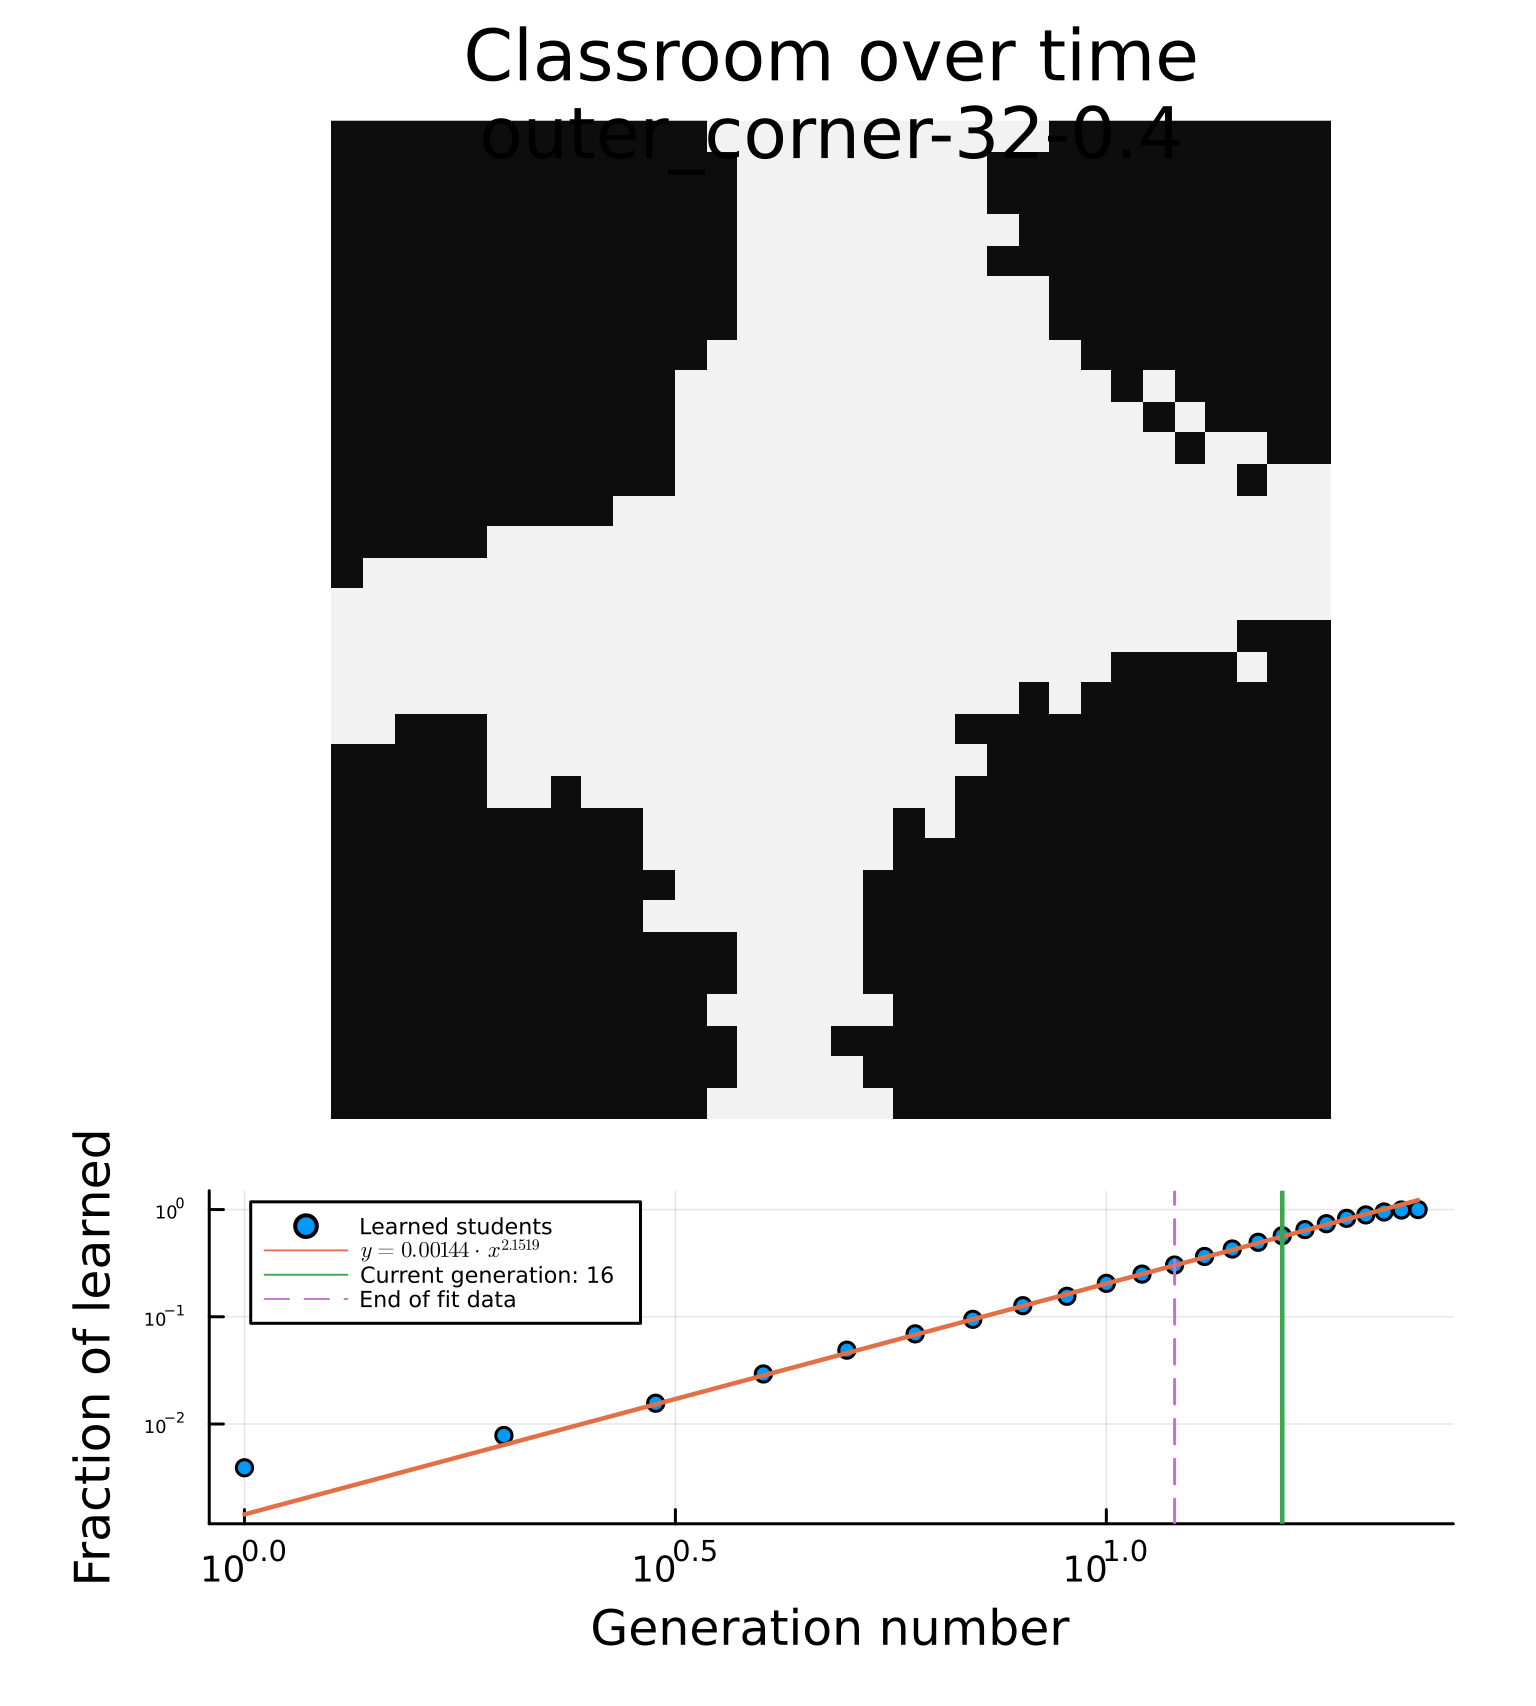 Classroom over time
outer_corner-32-0.4
Fraction of learned
10⁰
10⁻¹
10⁻²
Learned students
y = 0.00144 · x^2.1519
Current generation: 16
End of fit data
10^0.0 10^0.5 10^1.0
Generation number